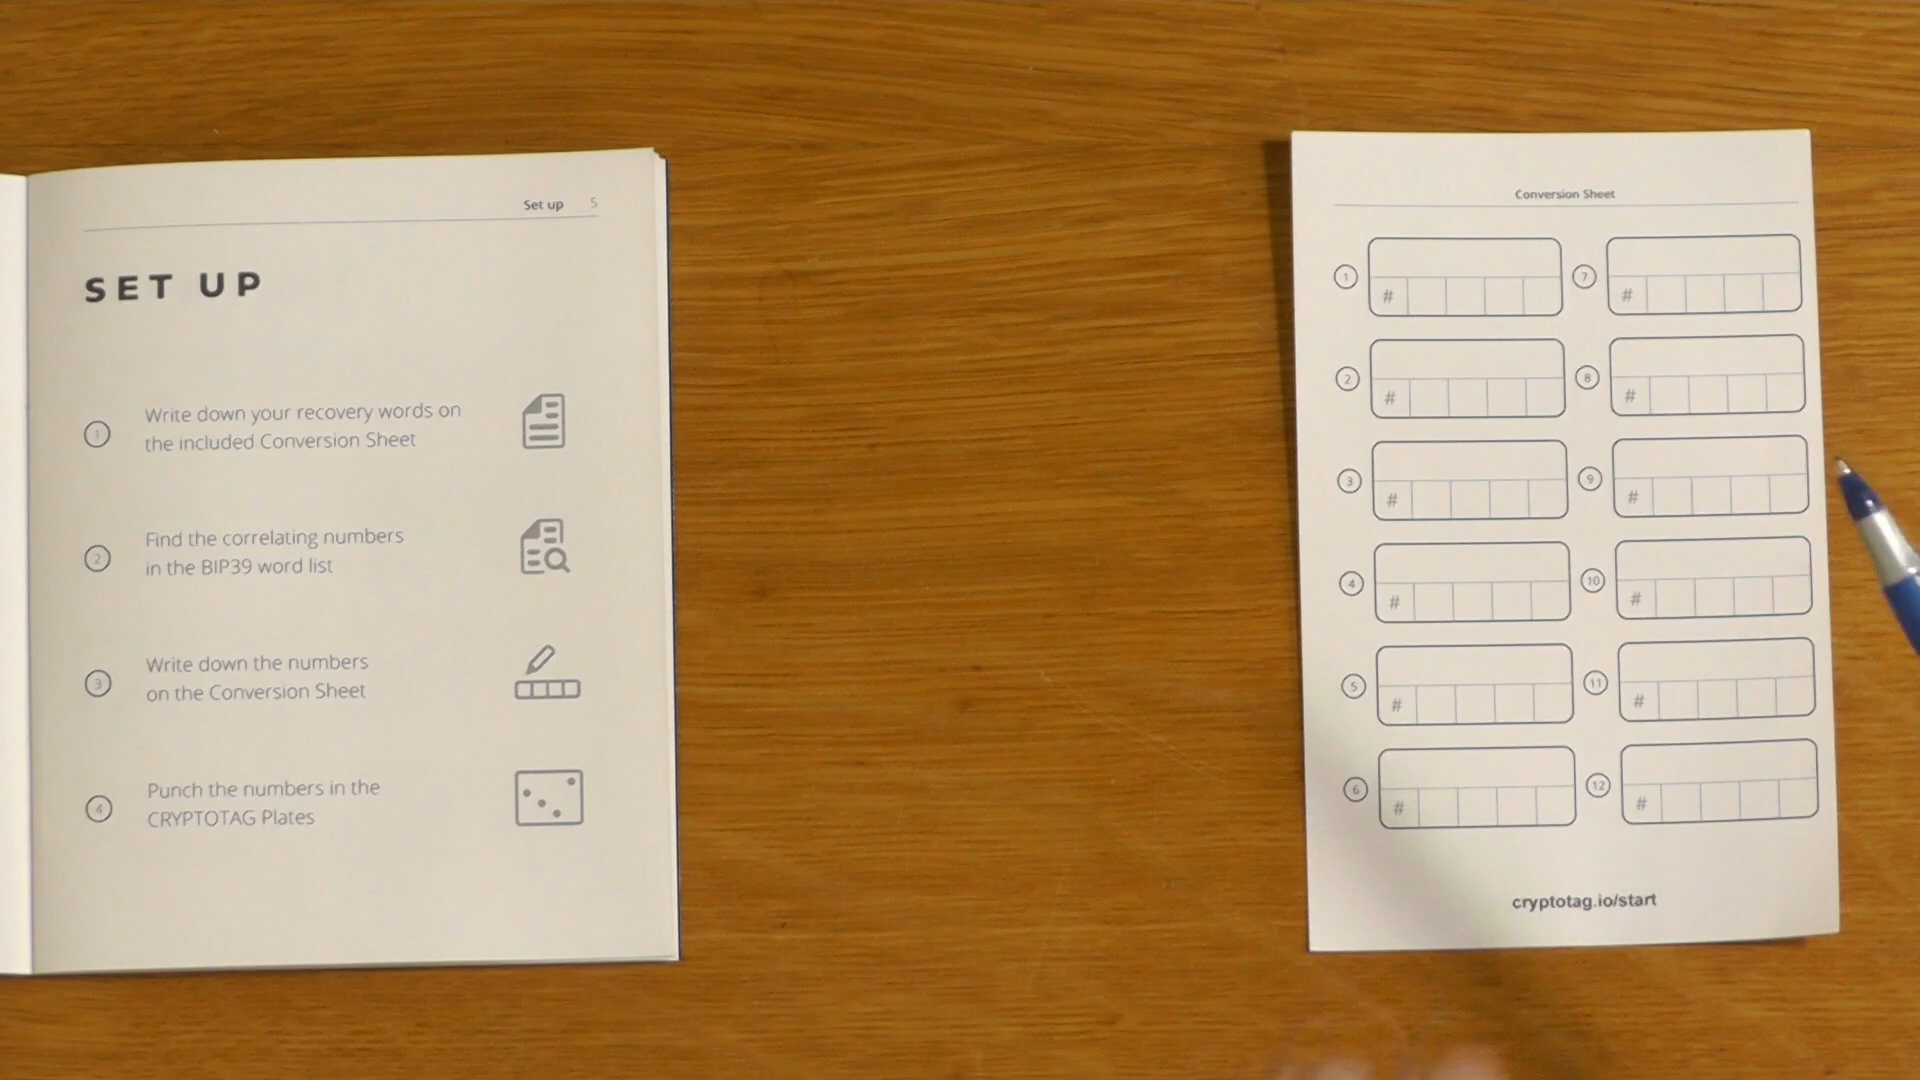 Set up 5
SET UP
1 Write down your recovery words on
the included Conversion Sheet
2 Find the correlating numbers
in the BIP39 word list
3 Write down the numbers
on the Conversion Sheet
4 Punch the numbers in the
CRYPTOTAG Plates
Conversion Sheet
1 #
2 #
3 #
4 #
5 #
6 #
7 #
8 #
9 #
10 #
11 #
12 #
cryptotag.io/start